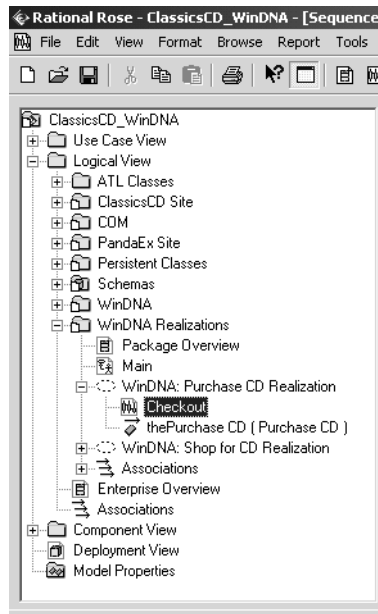 Rational Rose - ClassicsCD_WinDNA - [Sequence
File Edit View Format Browse Report Tools
ClassicsCD_WinDNA
Use Case View
Logical View
ATL Classes
ClassicsCD Site
COM
PandaEx Site
Persistent Classes
Schemas
WinDNA
WinDNA Realizations
Package Overview
Main
WinDNA: Purchase CD Realization
Checkout
thePurchase CD ( Purchase CD )
WinDNA: Shop for CD Realization
Associations
Enterprise Overview
Associations
Component View
Deployment View
Model Properties